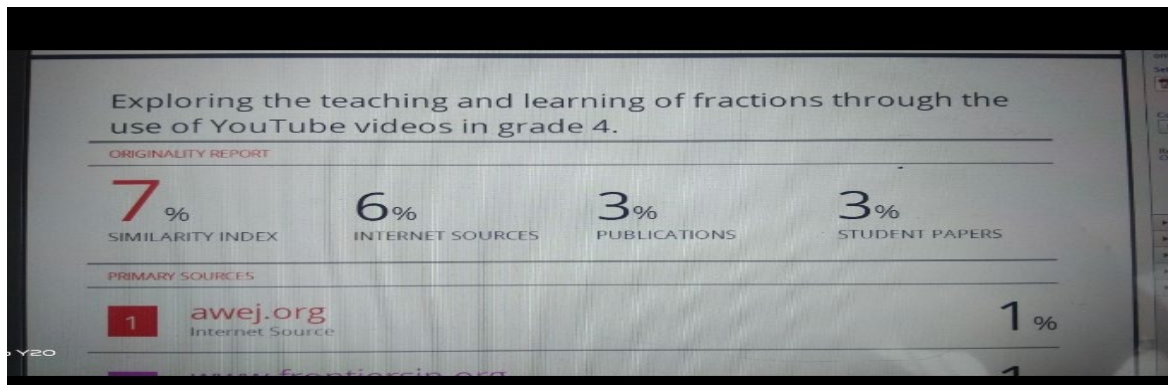 Exploring the teaching and learning of fractions through the
use of YouTube videos in grade 4.
ORIGINALITY REPORT
7% 6% 3% 3%
SIMILARITY INDEX INTERNET SOURCES PUBLICATIONS STUDENT PAPERS
PRIMARY SOURCES
1 awej.org 1%
Internet Source
Y20